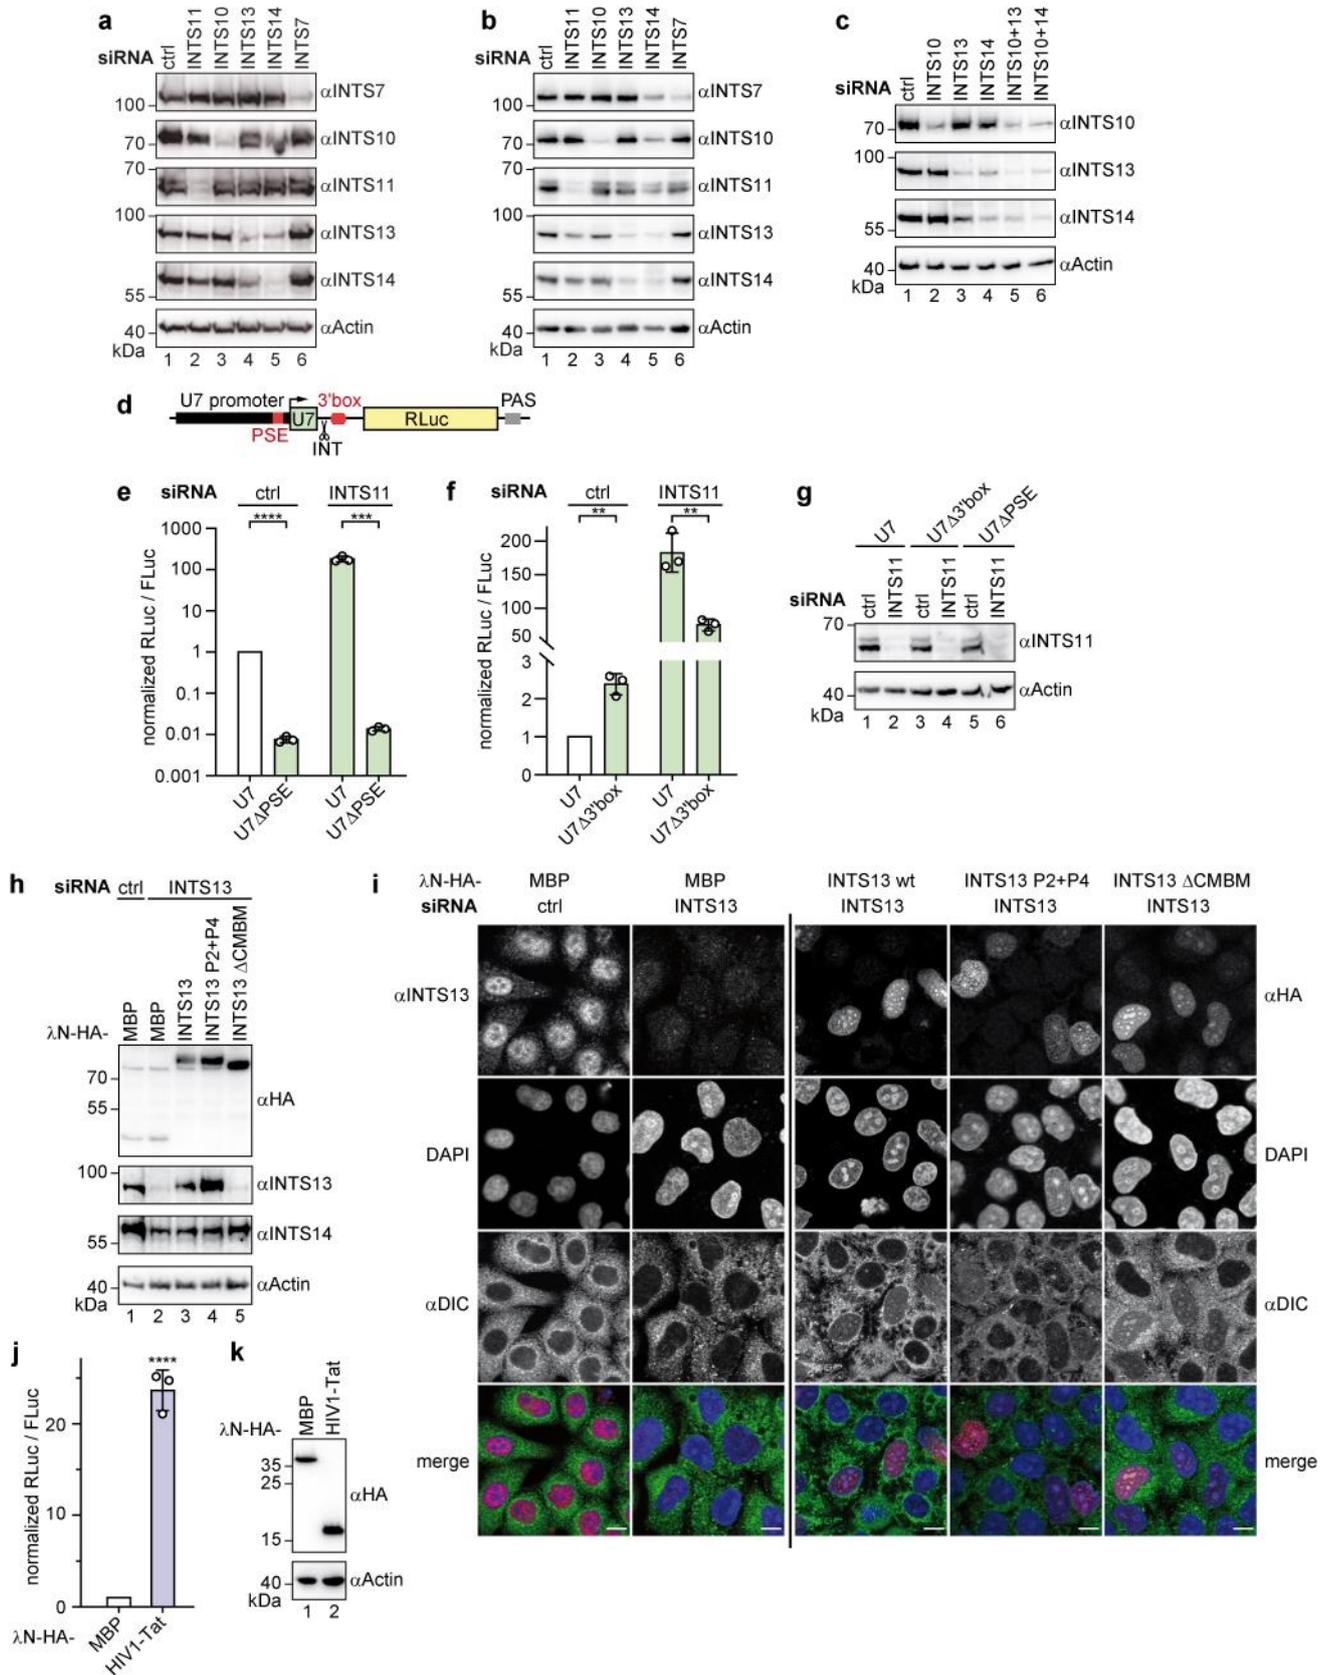 a
siRNA ctrl INTS11 INTS10 INTS13 INTS14 INTS7
100 αINTS7
70 αINTS10
70 αINTS11
100 αINTS13
55 αINTS14
40 αActin
kDa
1 2 3 4 5 6
b
siRNA ctrl INTS11 INTS10 INTS13 INTS14 INTS7
100 αINTS7
70 αINTS10
70 αINTS11
100 αINTS13
55 αINTS14
40 αActin
kDa
1 2 3 4 5 6
c
siRNA ctrl INTS10 INTS13 INTS14 INTS10+13 INTS10+14
70 αINTS10
100 αINTS13
55 αINTS14
40 αActin
kDa
1 2 3 4 5 6
d
U7 promoter 3'box PAS
U7 RLuc
PSE
INT
e
siRNA ctrl INTS11
**** ***
normalized RLuc / FLuc
1000
100
10
1
0.1
0.01
0.001
U7 U7ΔPSE U7 U7ΔPSE
f
siRNA ctrl INTS11
** **
normalized RLuc / FLuc
200
150
100
50
3
2
1
0
U7 U7Δ3'box U7 U7Δ3'box
g
U7 U7Δ3'box U7ΔPSE
siRNA ctrl INTS11 ctrl INTS11 ctrl INTS11
70 αINTS11
40 αActin
kDa
1 2 3 4 5 6
h
siRNA ctrl INTS13
λN-HA- MBP MBP INTS13 INTS13 P2+P4 INTS13 ΔCMBM
70
55 αHA
100 αINTS13
55 αINTS14
40 αActin
kDa
1 2 3 4 5
i
λN-HA- MBP MBP INTS13 wt INTS13 P2+P4 INTS13 ΔCMBM
siRNA ctrl INTS13 INTS13 INTS13 INTS13
αINTS13 αHA
DAPI DAPI
αDIC αDIC
merge merge
j
****
normalized RLuc / FLuc
20
10
0
λN-HA- MBP HIV1-Tat
k
λN-HA- MBP HIV1-Tat
35
25
αHA
15
40 αActin
kDa
1 2